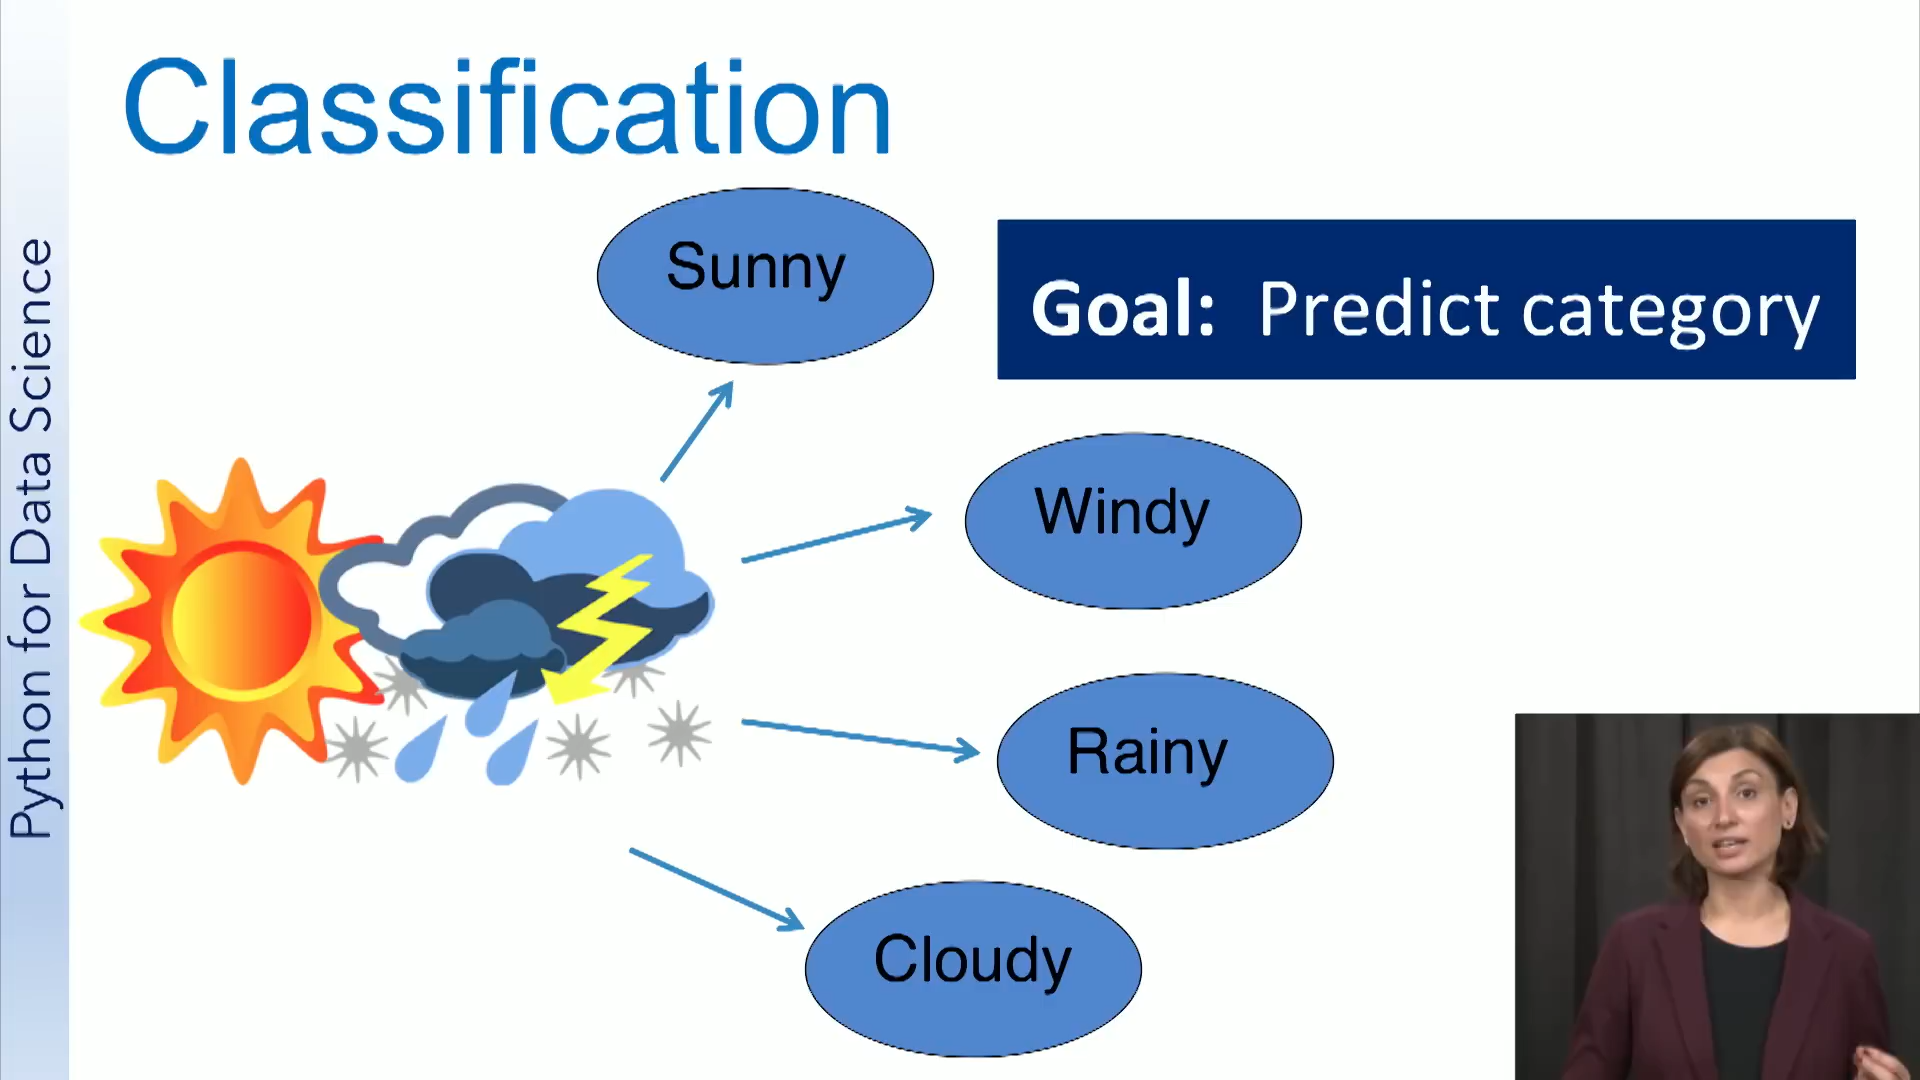 Classification
Sunny
Goal: Predict category
Windy
Rainy
Cloudy
Python for Data Science